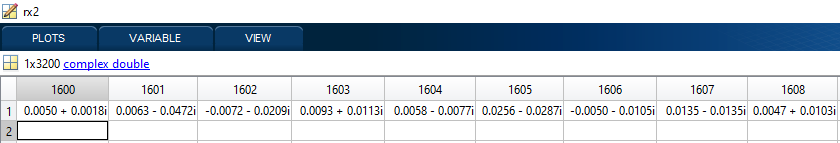 rx2
PLOTS VARIABLE VIEW
1x3200 complex double
1600 1601 1602 1603 1604 1605 1606 1607 1608
1 0.0050 + 0.0018i 0.0063 - 0.0472i -0.0072 - 0.0209i 0.0093 + 0.0113i 0.0058 - 0.0077i 0.0256 - 0.0287i -0.0050 - 0.0105i 0.0135 - 0.0135i 0.0047 + 0.0103i
2